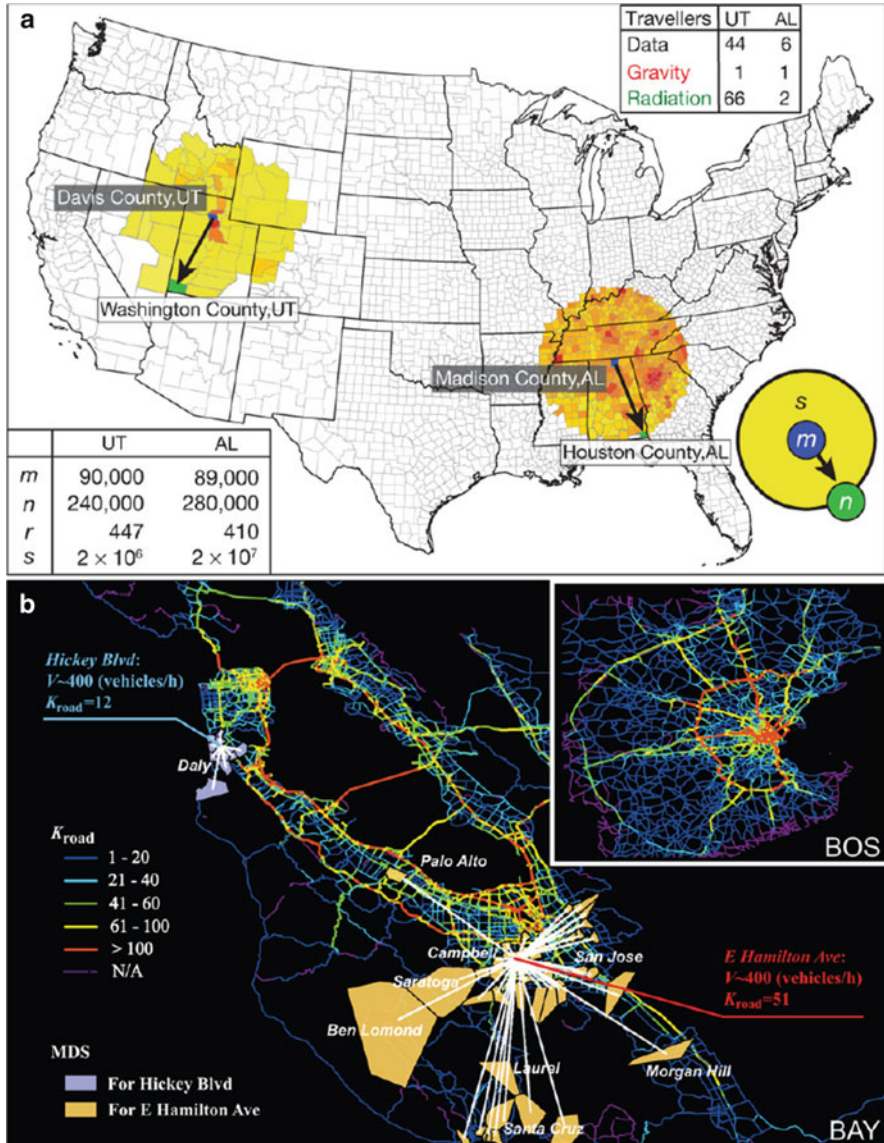 a
Travellers UT AL
Data 44 6
Gravity 1 1
Radiation 66 2
Davis County,UT
Washington County,UT
Madison County,AL
Houston County,AL
s
m
n
UT AL
m 90,000 89,000
n 240,000 280,000
r 447 410
s 2 × 10⁶ 2 × 10⁷
b
Hickey Blvd:
V~400 (vehicles/h)
K_road=12
Daly
K_road
1 - 20
21 - 40
41 - 60
61 - 100
> 100
N/A
MDS
For Hickey Blvd
For E Hamilton Ave
Palo Alto
Campbell
San Jose
Saratoga
Ben Lomond
Laurel
Santa Cruz
Morgan Hill
E Hamilton Ave:
V~400 (vehicles/h)
K_road=51
BOS
BAY